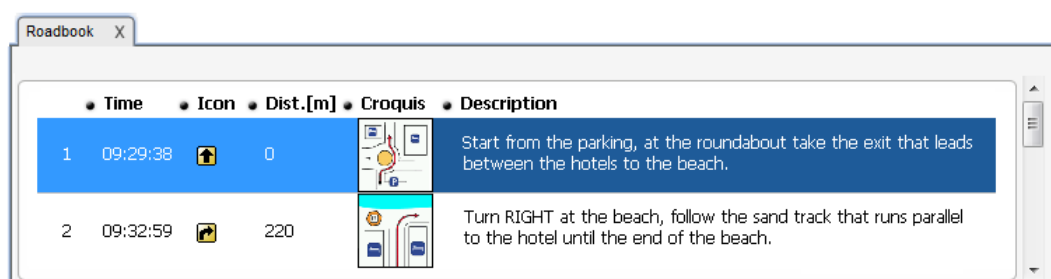 Roadbook X
Time Icon Dist.[m] Croquis Description
1 09:29:38 0 Start from the parking, at the roundabout take the exit that leads
between the hotels to the beach.
P
2 09:32:59 220 Turn RIGHT at the beach, follow the sand track that runs parallel
to the hotel until the end of the beach.